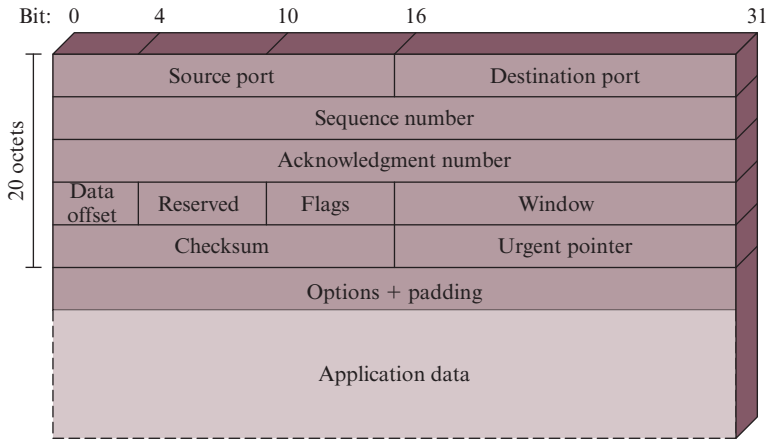 Bit: 0 4 10 16 31
Source port Destination port
Sequence number
Acknowledgment number
Data
offset Reserved Flags Window
Checksum Urgent pointer
Options + padding
Application data
20 octets